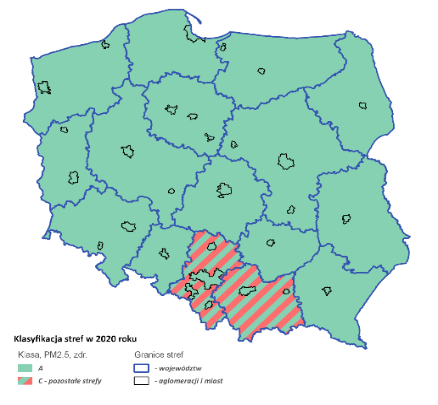 Klasyfikacja stref w 2020 roku
Klasa, PM2.5, zdr. Granice stref
A - województw
C - pozostałe strefy - aglomeracji i miast